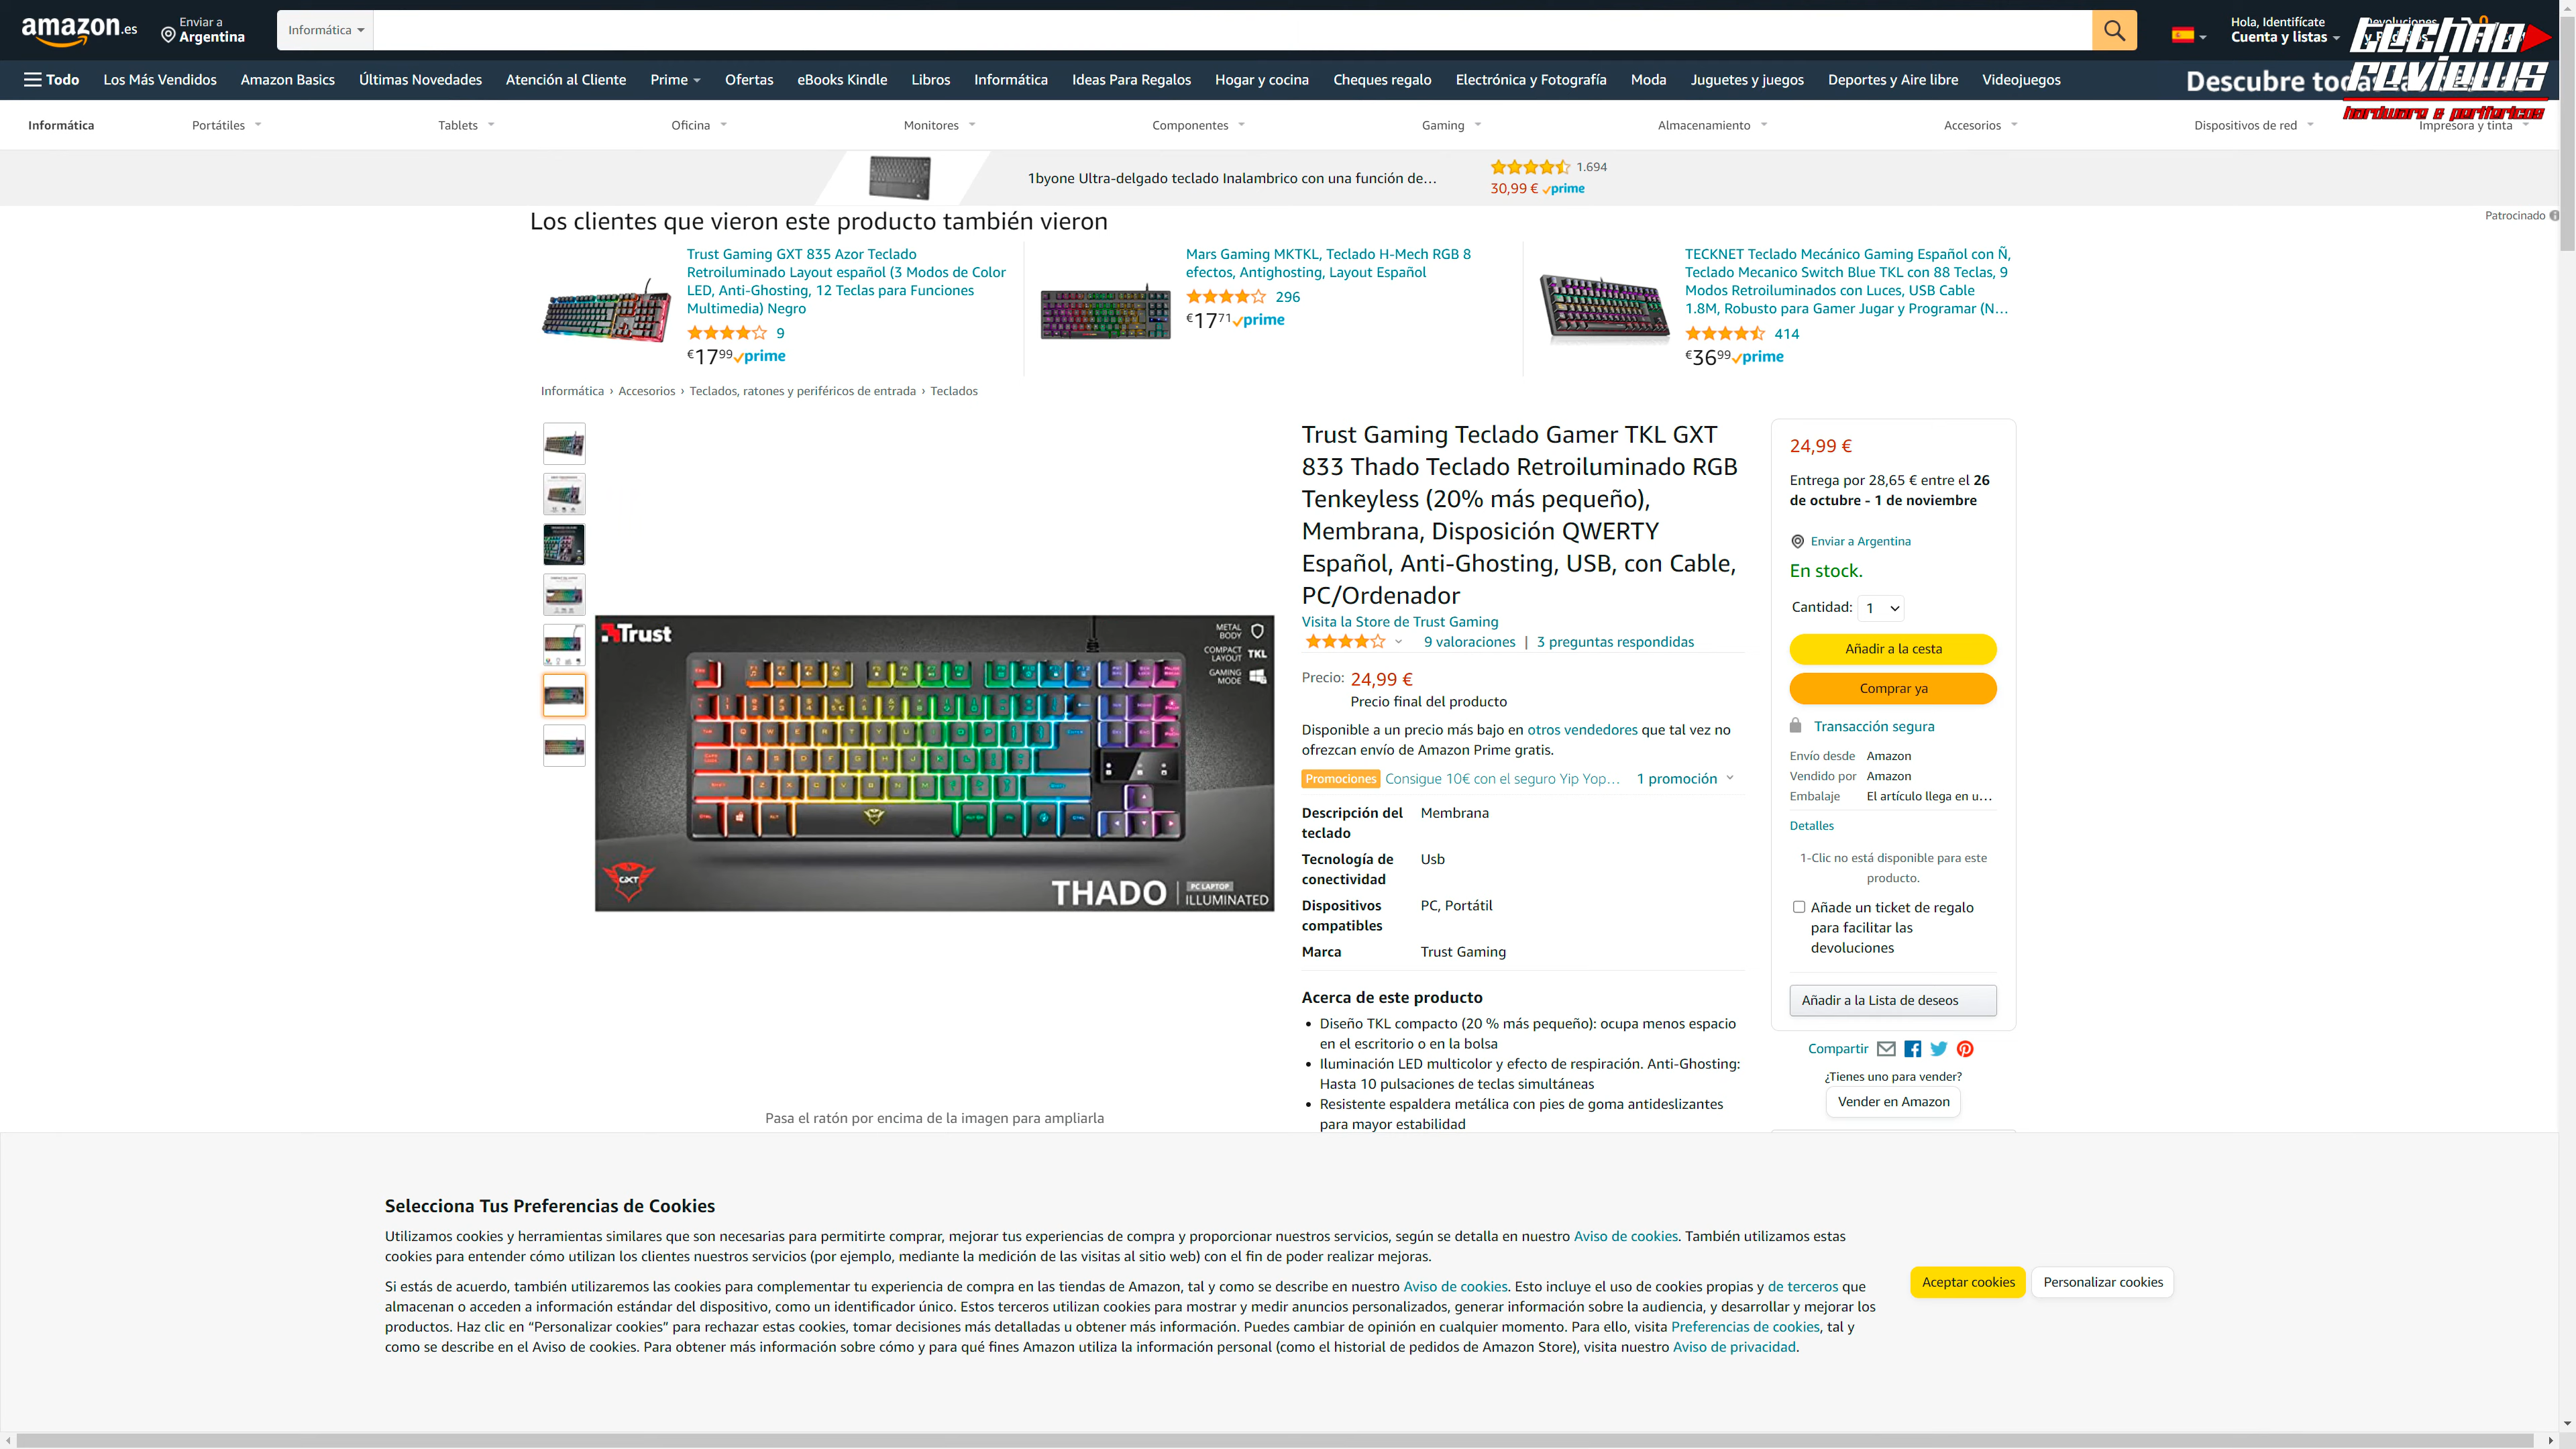 amazon.es
Enviar a
Argentina
Informática
Hola, Identifícate
Cuenta y listas
Devoluciones
techno
reviews
hardware & perifericos
Todo
Los Más Vendidos
Amazon Basics
Últimas Novedades
Atención al Cliente
Prime
Ofertas
eBooks Kindle
Libros
Informática
Ideas Para Regalos
Hogar y cocina
Cheques regalo
Electrónica y Fotografía
Moda
Juguetes y juegos
Deportes y Aire libre
Videojuegos
Descubre
Informática
Portátiles
Tablets
Oficina
Monitores
Componentes
Gaming
Almacenamiento
Accesorios
Dispositivos de red
Impresora y tinta
1byone Ultra-delgado teclado Inalambrico con una función de…
1.694
30,99 € prime
Patrocinado
Los clientes que vieron este producto también vieron
Trust Gaming GXT 835 Azor Teclado
Retroiluminado Layout español (3 Modos de Color
LED, Anti-Ghosting, 12 Teclas para Funciones
Multimedia) Negro
9
€17⁹⁹ prime
Mars Gaming MKTKL, Teclado H-Mech RGB 8
efectos, Antighosting, Layout Español
296
€17⁷¹ prime
TECKNET Teclado Mecánico Gaming Español con Ñ,
Teclado Mecanico Switch Blue TKL con 88 Teclas, 9
Modos Retroiluminados con Luces, USB Cable
1.8M, Robusto para Gamer Jugar y Programar (N…
414
€36⁹⁹ prime
Informática › Accesorios › Teclados, ratones y periféricos de entrada › Teclados
Trust
METAL
BODY
COMPACT
LAYOUT TKL
GAMING
MODE
GXT
THADO
PC LAPTOP
ILLUMINATED
Pasa el ratón por encima de la imagen para ampliarla
Trust Gaming Teclado Gamer TKL GXT
833 Thado Teclado Retroiluminado RGB
Tenkeyless (20% más pequeño),
Membrana, Disposición QWERTY
Español, Anti-Ghosting, USB, con Cable,
PC/Ordenador
Visita la Store de Trust Gaming
9 valoraciones | 3 preguntas respondidas
Precio: 24,99 €
Precio final del producto
Disponible a un precio más bajo en otros vendedores que tal vez no
ofrezcan envío de Amazon Prime gratis.
Promociones Consigue 10€ con el seguro Yip Yop… 1 promoción
Descripción del
teclado
Membrana
Tecnología de
conectividad
Usb
Dispositivos
compatibles
PC, Portátil
Marca
Trust Gaming
Acerca de este producto
• Diseño TKL compacto (20 % más pequeño): ocupa menos espacio
en el escritorio o en la bolsa
• Iluminación LED multicolor y efecto de respiración. Anti-Ghosting:
Hasta 10 pulsaciones de teclas simultáneas
• Resistente espaldera metálica con pies de goma antideslizantes
para mayor estabilidad
24,99 €
Entrega por 28,65 € entre el 26
de octubre - 1 de noviembre
Enviar a Argentina
En stock.
Cantidad: 1
Añadir a la cesta
Comprar ya
Transacción segura
Envío desde Amazon
Vendido por Amazon
Embalaje El artículo llega en u…
Detalles
1-Clic no está disponible para este
producto.
Añade un ticket de regalo
para facilitar las
devoluciones
Añadir a la Lista de deseos
Compartir
¿Tienes uno para vender?
Vender en Amazon
Selecciona Tus Preferencias de Cookies
Utilizamos cookies y herramientas similares que son necesarias para permitirte comprar, mejorar tus experiencias de compra y proporcionar nuestros servicios, según se detalla en nuestro Aviso de cookies. También utilizamos estas
cookies para entender cómo utilizan los clientes nuestros servicios (por ejemplo, mediante la medición de las visitas al sitio web) con el fin de poder realizar mejoras.
Si estás de acuerdo, también utilizaremos las cookies para complementar tu experiencia de compra en las tiendas de Amazon, tal y como se describe en nuestro Aviso de cookies. Esto incluye el uso de cookies propias y de terceros que
almacenan o acceden a información estándar del dispositivo, como un identificador único. Estos terceros utilizan cookies para mostrar y medir anuncios personalizados, generar información sobre la audiencia, y desarrollar y mejorar los
productos. Haz clic en “Personalizar cookies” para rechazar estas cookies, tomar decisiones más detalladas u obtener más información. Puedes cambiar de opinión en cualquier momento. Para ello, visita Preferencias de cookies, tal y
como se describe en el Aviso de cookies. Para obtener más información sobre cómo y para qué fines Amazon utiliza la información personal (como el historial de pedidos de Amazon Store), visita nuestro Aviso de privacidad.
Aceptar cookies
Personalizar cookies